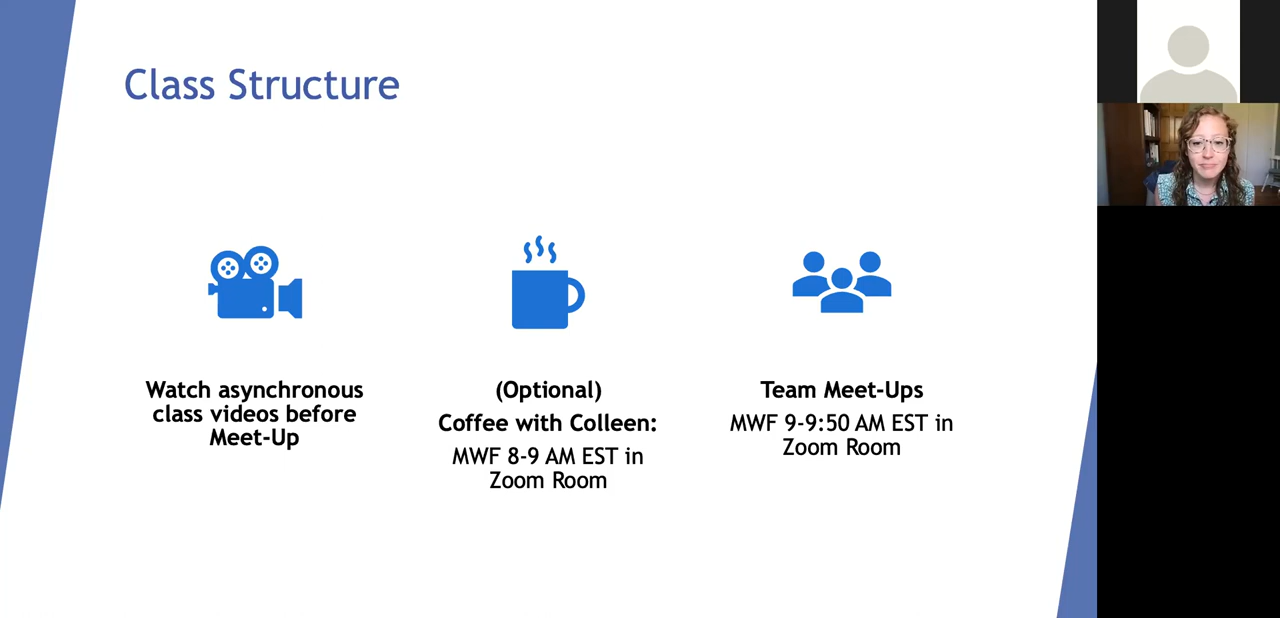 Class Structure
Watch asynchronous
class videos before
Meet-Up
(Optional)
Coffee with Colleen:
MWF 8-9 AM EST in
Zoom Room
Team Meet-Ups
MWF 9-9:50 AM EST in
Zoom Room